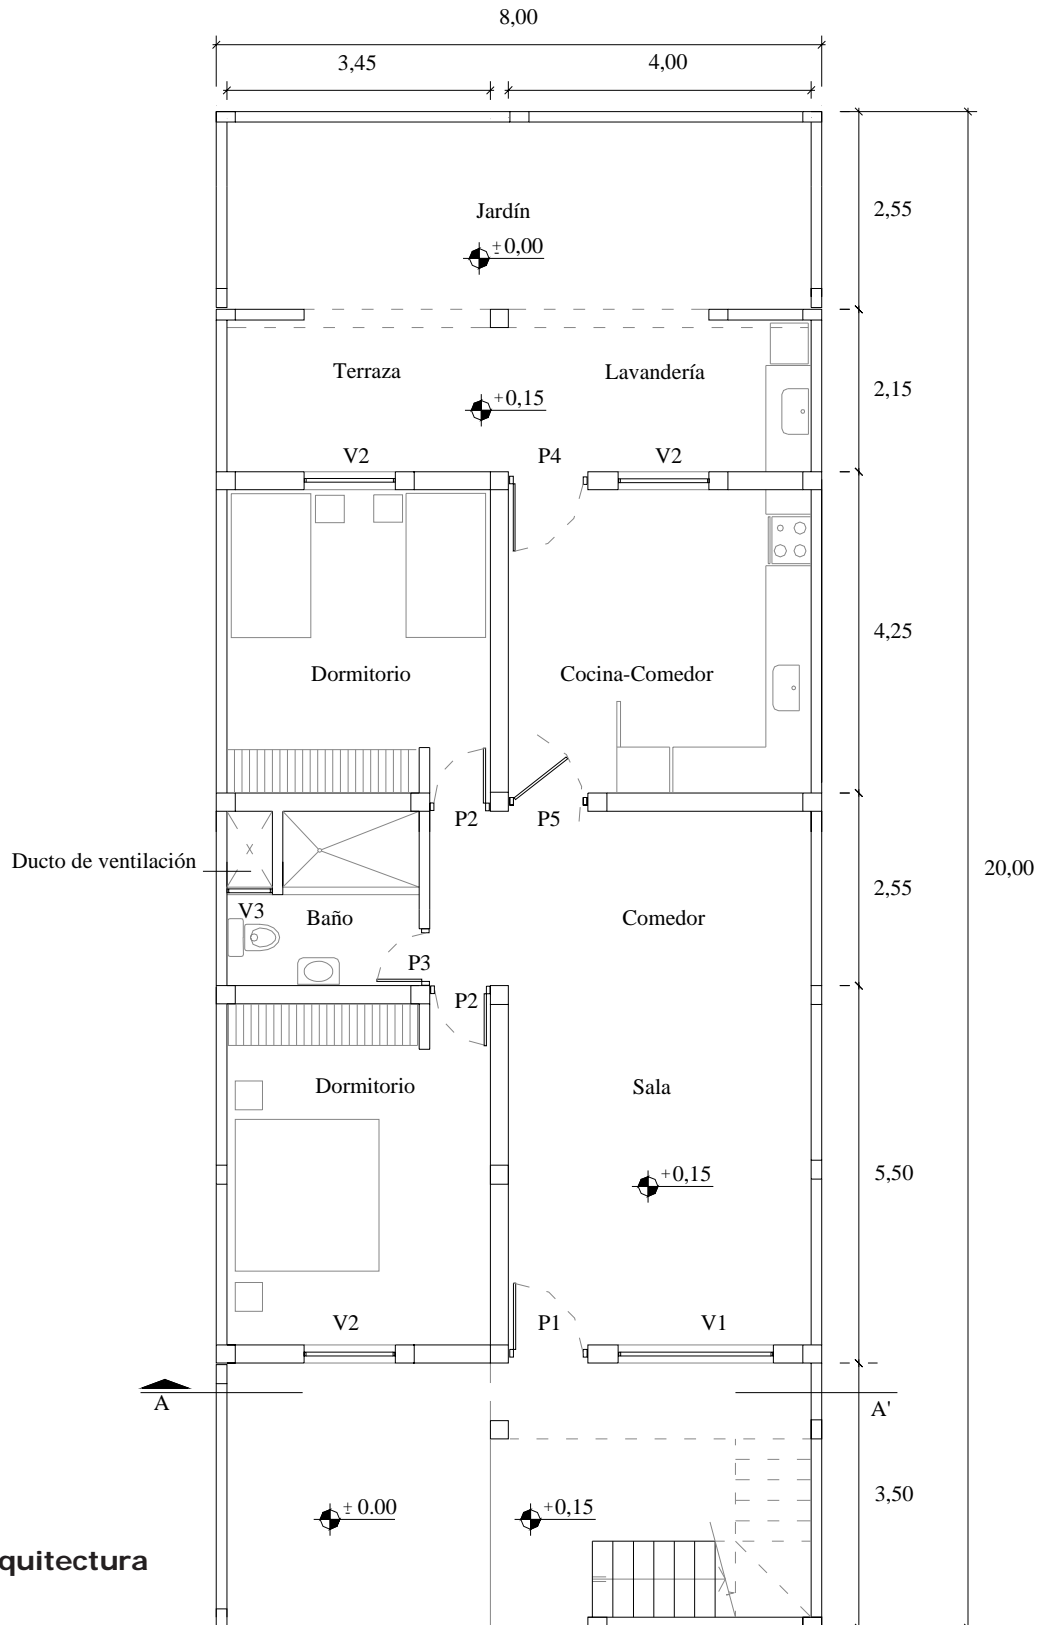 8,00
3,45
4,00
Jardín
2,55
±0,00
Terraza
Lavandería
2,15
+0,15
V2
P4
V2
4,25
Dormitorio
Cocina-Comedor
P2
P5
Ducto de ventilación
20,00
2,55
V3
Baño
Comedor
P3
P2
Dormitorio
Sala
+0,15
5,50
V2
P1
V1
A
A'
3,50
± 0.00
+0,15
quitectura